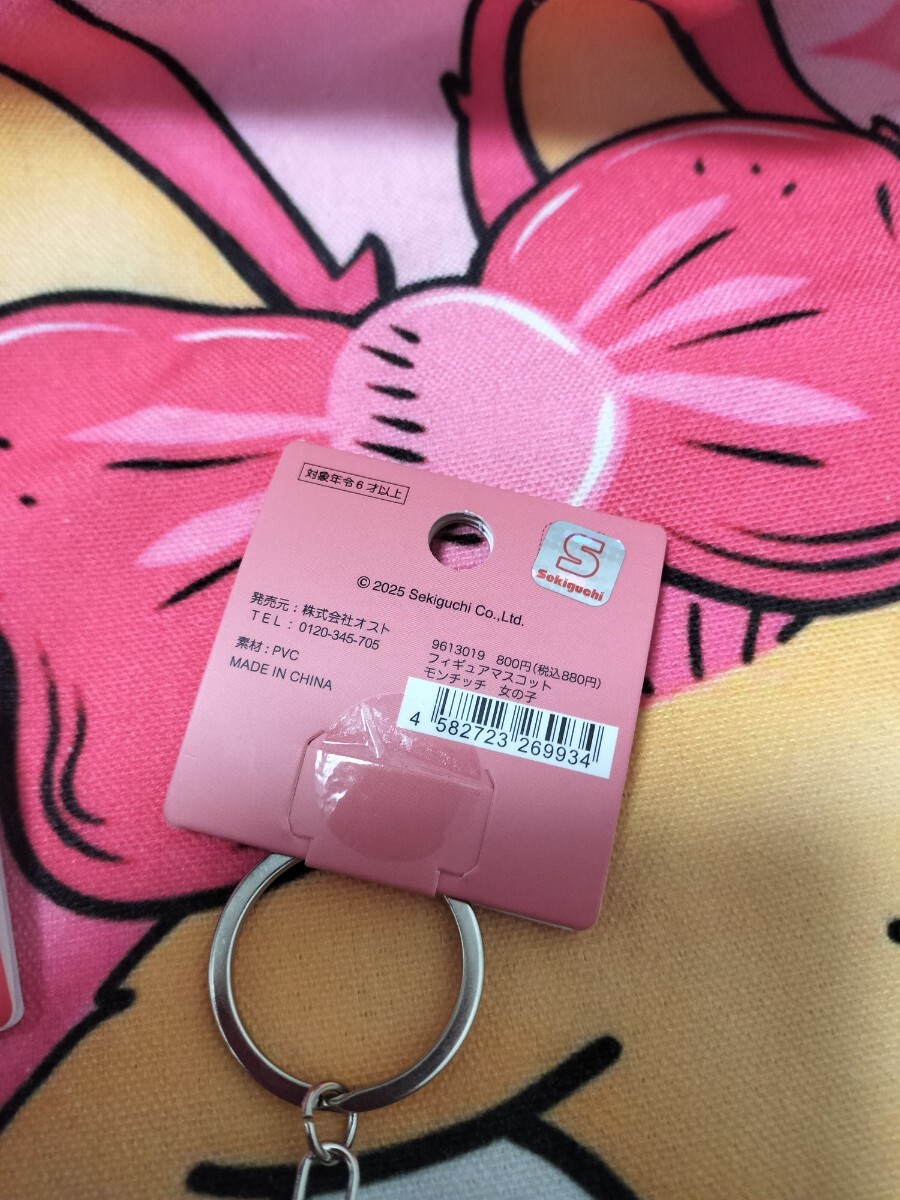 対象年令6才以上
S
Sekiguchi
© 2025 Sekiguchi Co.,Ltd.
発売元:株式会社オスト
TEL:0120-345-705
素材:PVC
MADE IN CHINA
9613019 800円(税込880円)
フィギュアマスコット
モンチッチ 女の子
4 582723 269934